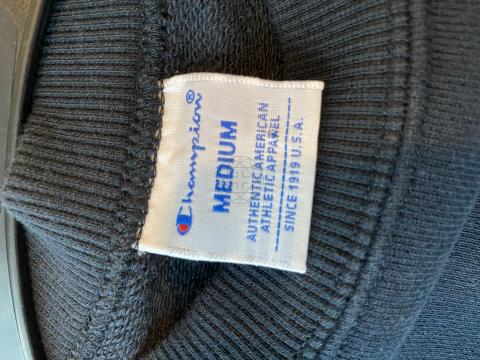 Champion®
MEDIUM
AUTHENTIC AMERICAN
ATHLETIC APPAREL
SINCE 1919 U.S.A.